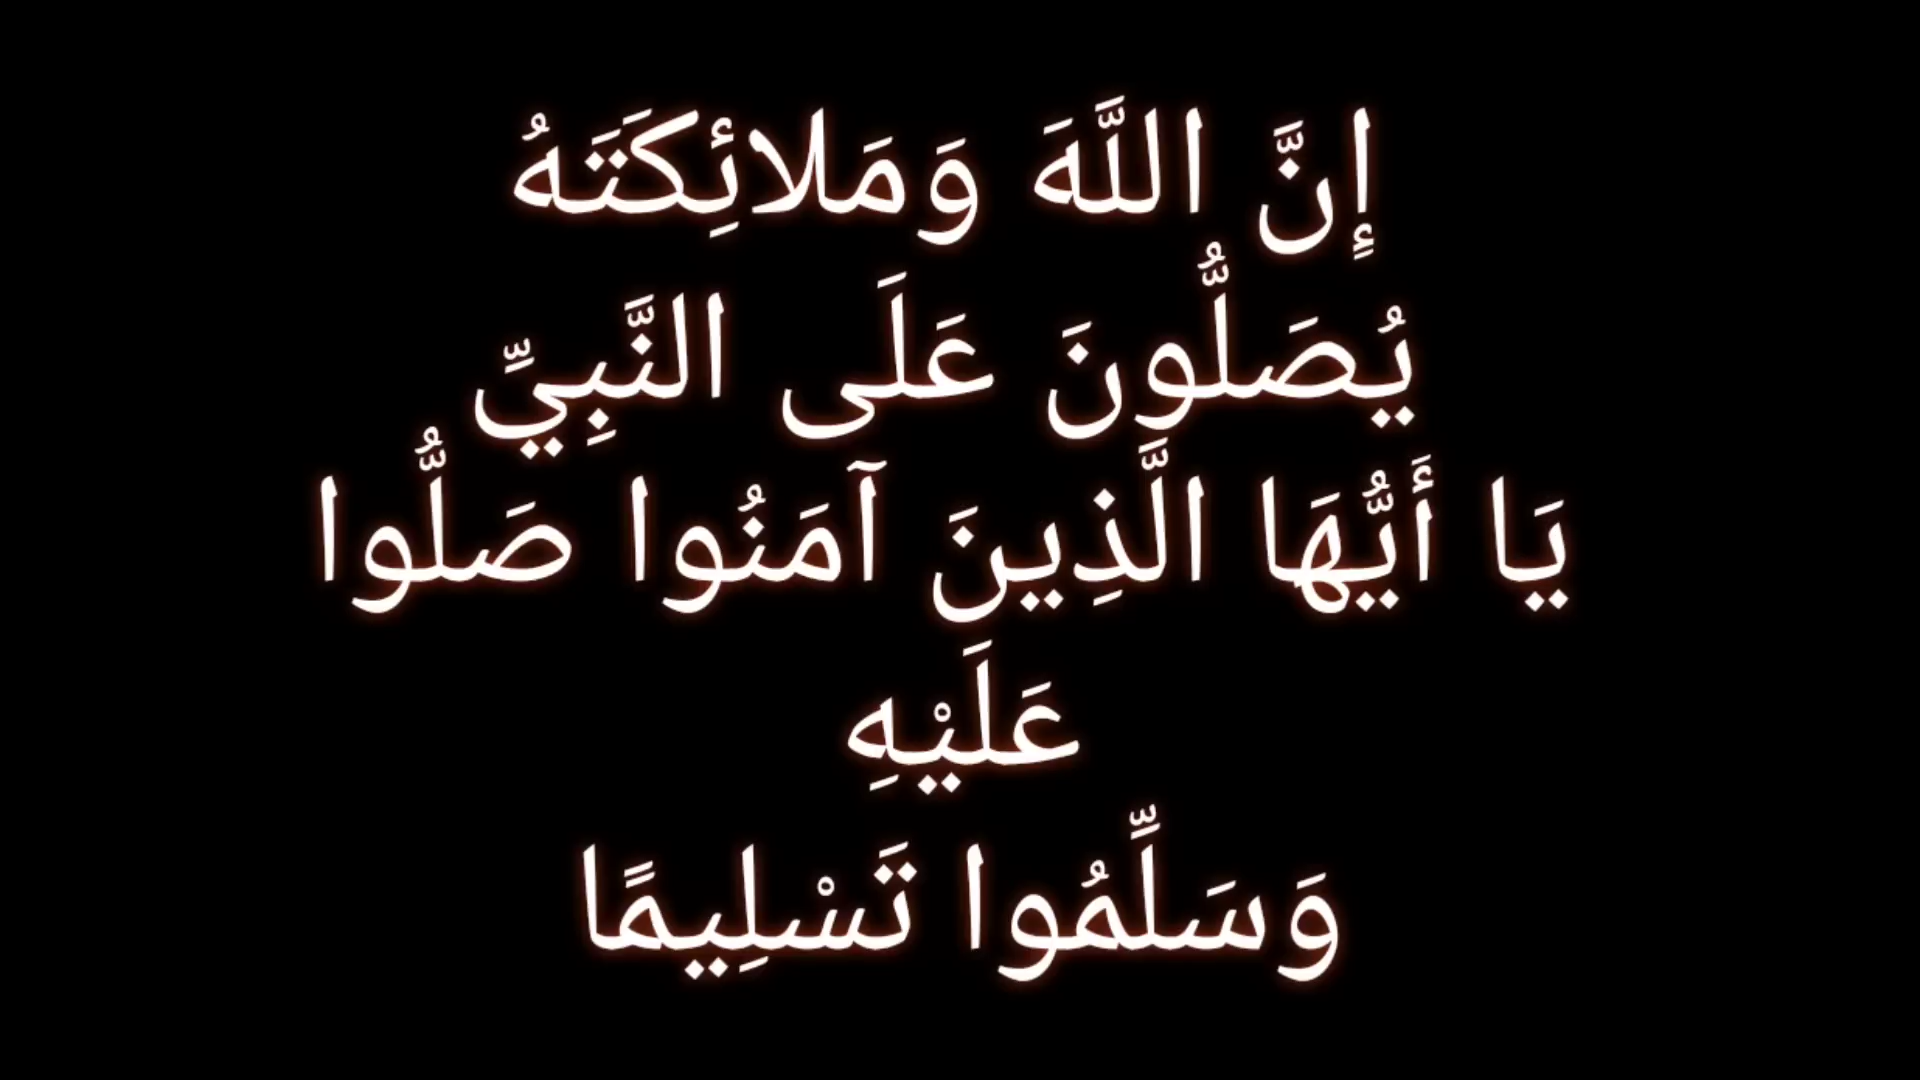 إِنَّ اللَّهَ وَمَلائِكَتَهُ
يُصَلُّونَ عَلَى النَّبِيِّ
يَا أَيُّهَا الَّذِينَ آمَنُوا صَلُّوا
عَلَيْهِ
وَسَلِّمُوا تَسْلِيمًا